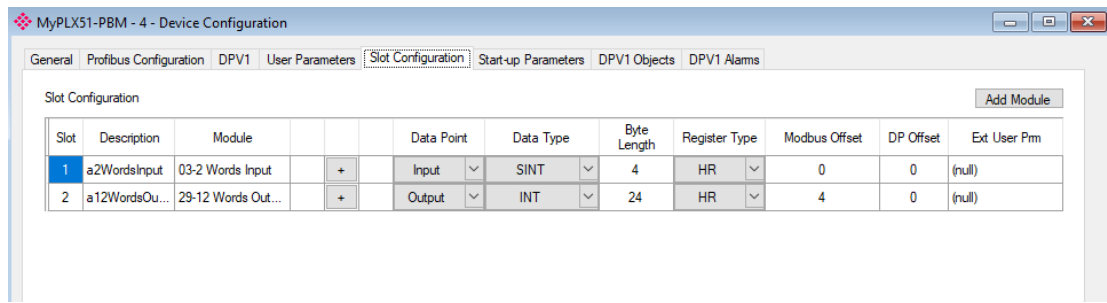 MyPLX51-PBM - 4 - Device Configuration
General Profibus Configuration DPV1 User Parameters Slot Configuration Start-up Parameters DPV1 Objects DPV1 Alarms
Slot Configuration Add Module
Slot Description Module Data Point Data Type Byte Length Register Type Modbus Offset DP Offset Ext User Prm
1 a2WordsInput 03-2 Words Input + Input SINT 4 HR 0 0 (null)
2 a12WordsOu... 29-12 Words Out... + Output INT 24 HR 4 0 (null)